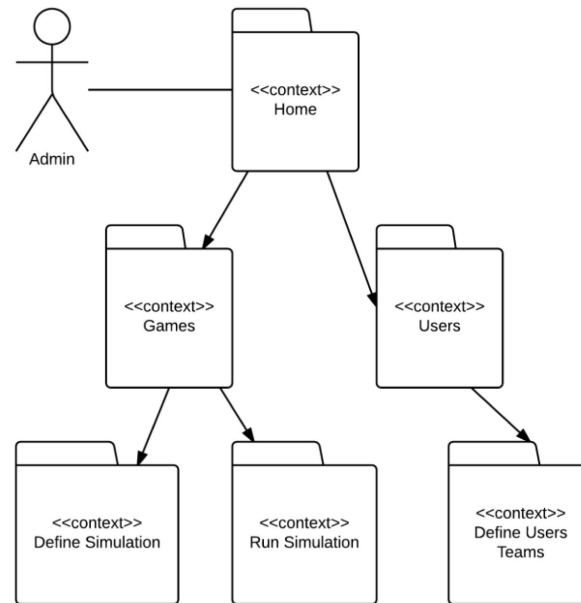 <<context>>
Home
Admin
<<context>>
Games
<<context>>
Users
<<context>>
Define Simulation
<<context>>
Run Simulation
<<context>>
Define Users
Teams